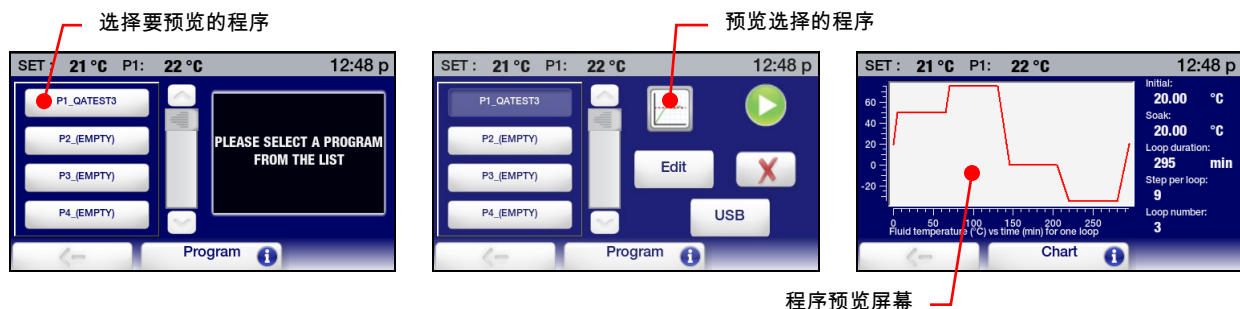 选择要预览的程序
预览选择的程序
SET : 21 °C P1: 22 °C 12:48 p
P1_QATEST3
P2_(EMPTY)
P3_(EMPTY)
P4_(EMPTY)
PLEASE SELECT A PROGRAM
FROM THE LIST
Program i
SET : 21 °C P1: 22 °C 12:48 p
P1_QATEST3
P2_(EMPTY)
P3_(EMPTY)
P4_(EMPTY)
Edit
X
USB
Program i
SET : 21 °C P1: 22 °C 12:48 p
60
40
20
0
-20
0 50 100 150 200 250
Fluid temperature (°C) vs time (min) for one loop
Initial:
20.00 °C
Soak:
20.00 °C
Loop duration:
295 min
Step per loop:
9
Loop number:
3
Chart i
程序预览屏幕